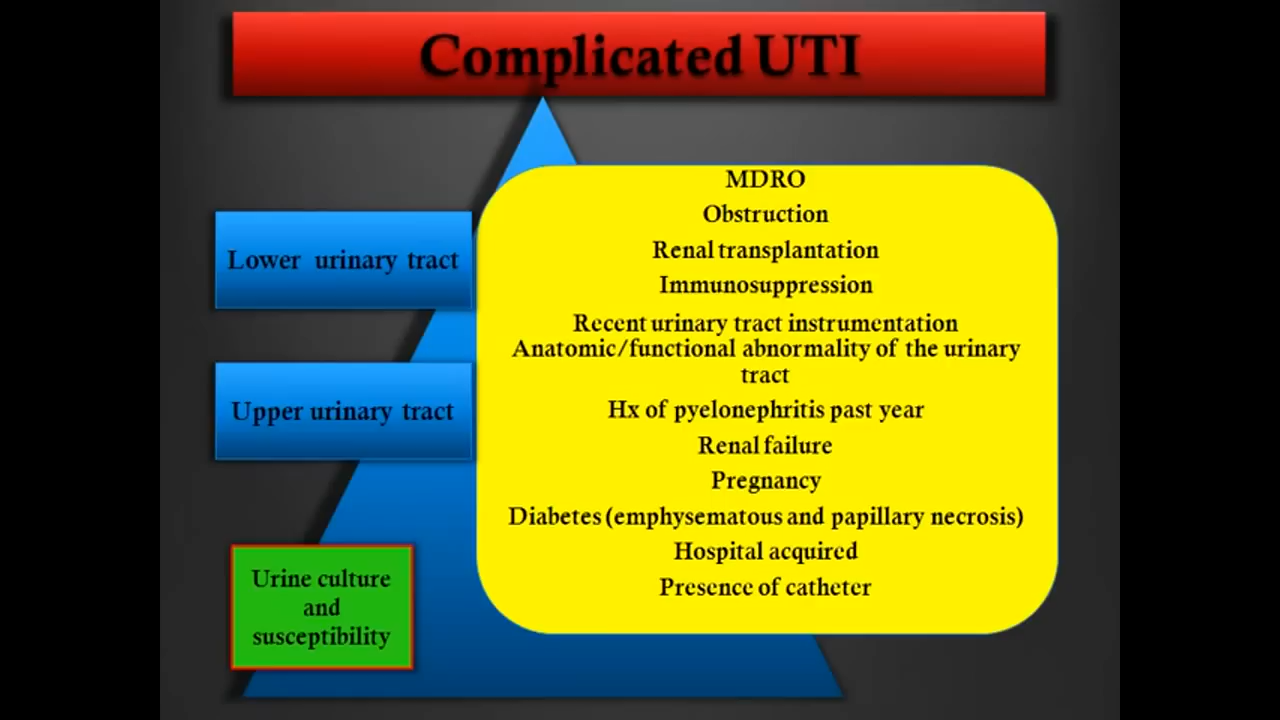 Complicated UTI
Lower urinary tract
Upper urinary tract
Urine culture
and
susceptibility
MDRO
Obstruction
Renal transplantation
Immunosuppression
Recent urinary tract instrumentation
Anatomic/functional abnormality of the urinary
tract
Hx of pyelonephritis past year
Renal failure
Pregnancy
Diabetes (emphysematous and papillary necrosis)
Hospital acquired
Presence of catheter